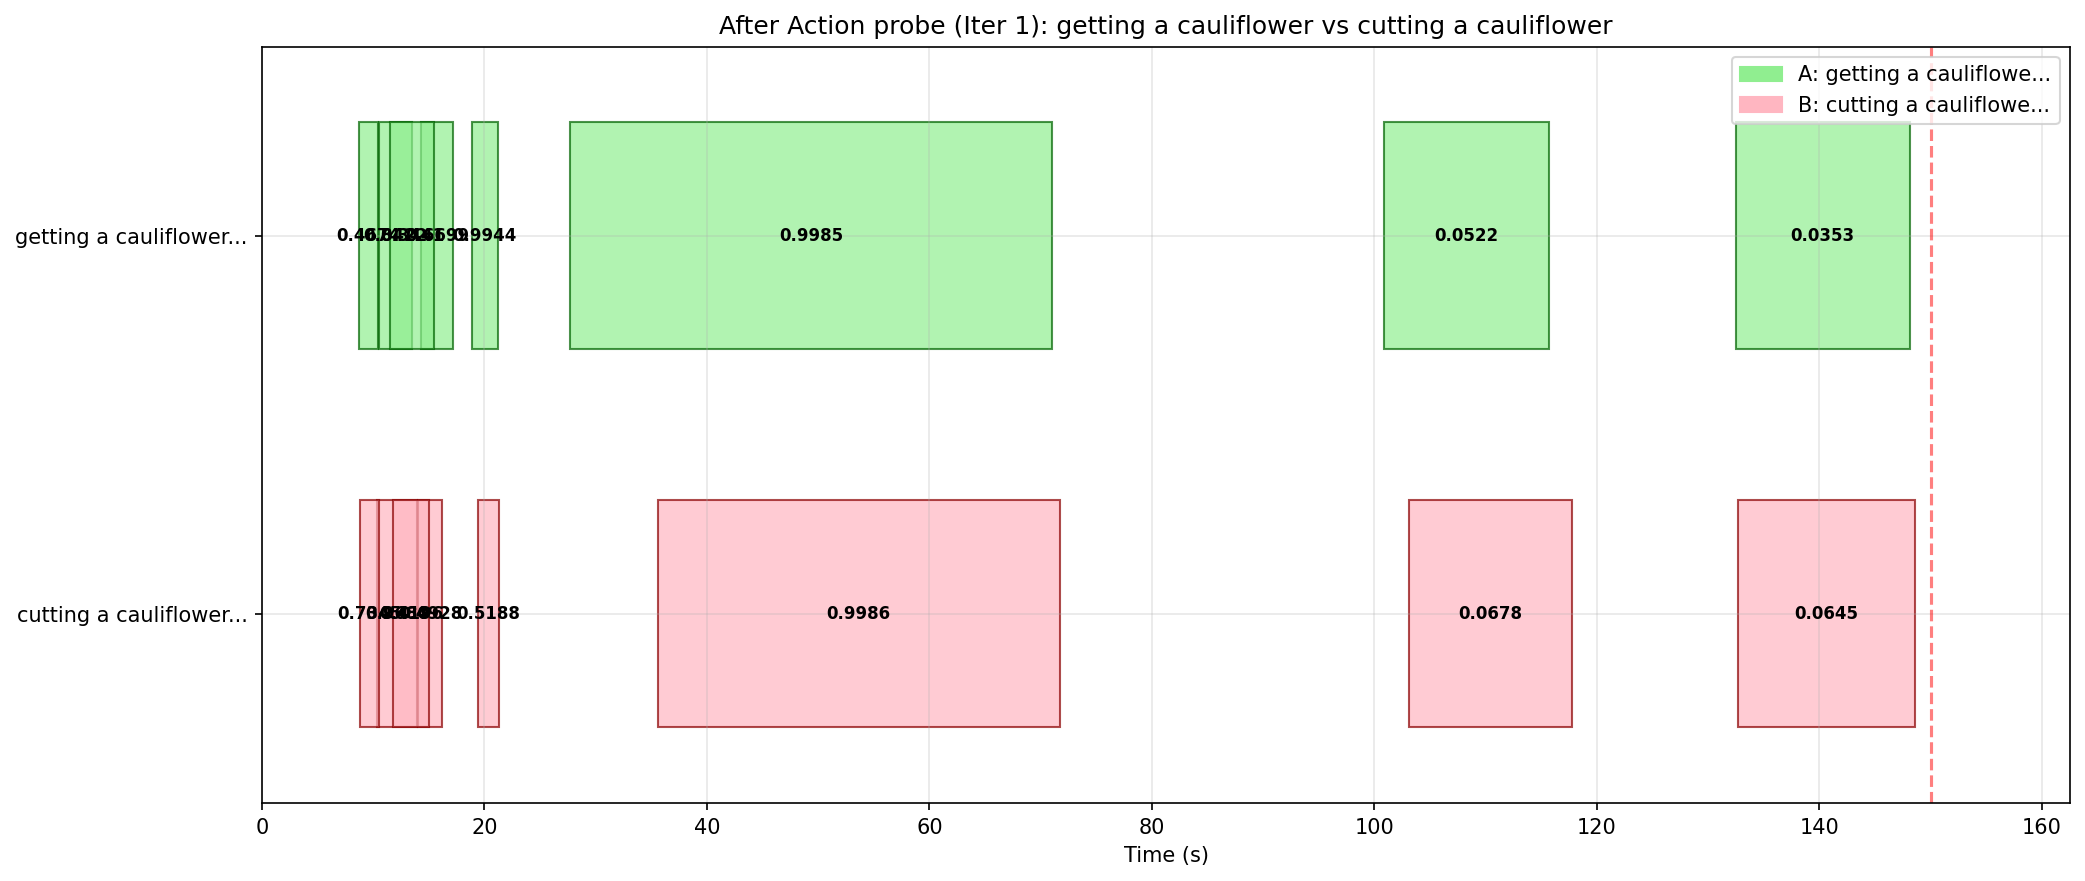 After Action probe (Iter 1): getting a cauliflower vs cutting a cauliflower
A: getting a cauliflowe...
B: cutting a cauliflowe...
getting a cauliflower...
0.9944
0.9985
0.0522
0.0353
cutting a cauliflower...
0.5188
0.9986
0.0678
0.0645
0 20 40 60 80 100 120 140 160
Time (s)